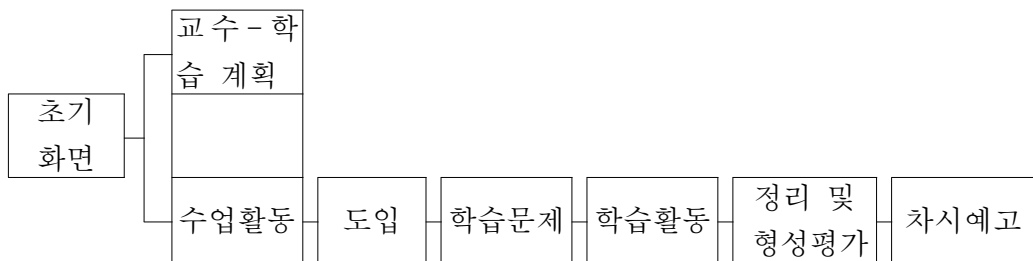 교수-학
습 계획
초기
화면
수업활동
도입
학습문제
학습활동
정리 및
형성평가
차시예고